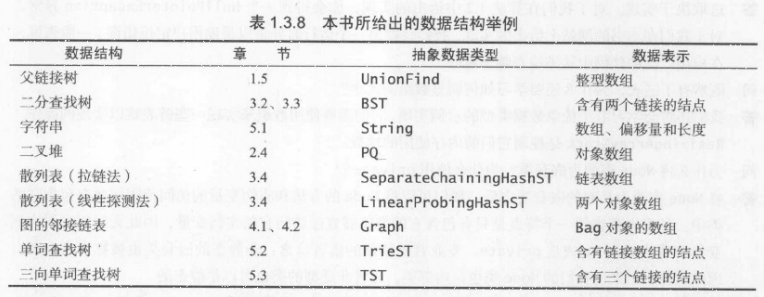 表 1.3.8 本书所给出的数据结构举例
数据结构 章 节 抽象数据类型 数据表示
父链接树 1.5 UnionFind 整型数组
二分查找树 3.2、3.3 BST 含有两个链接的结点
字符串 5.1 String 数组、偏移量和长度
二叉堆 2.4 PQ 对象数组
散列表（拉链法） 3.4 SeparateChainingHashST 链表数组
散列表（线性探测法） 3.4 LinearProbingHashST 两个对象数组
图的邻接链表 4.1、4.2 Graph Bag 对象的数组
单词查找树 5.2 TrieST 含有链接数组的结点
三向单词查找树 5.3 TST 含有三个链接的结点